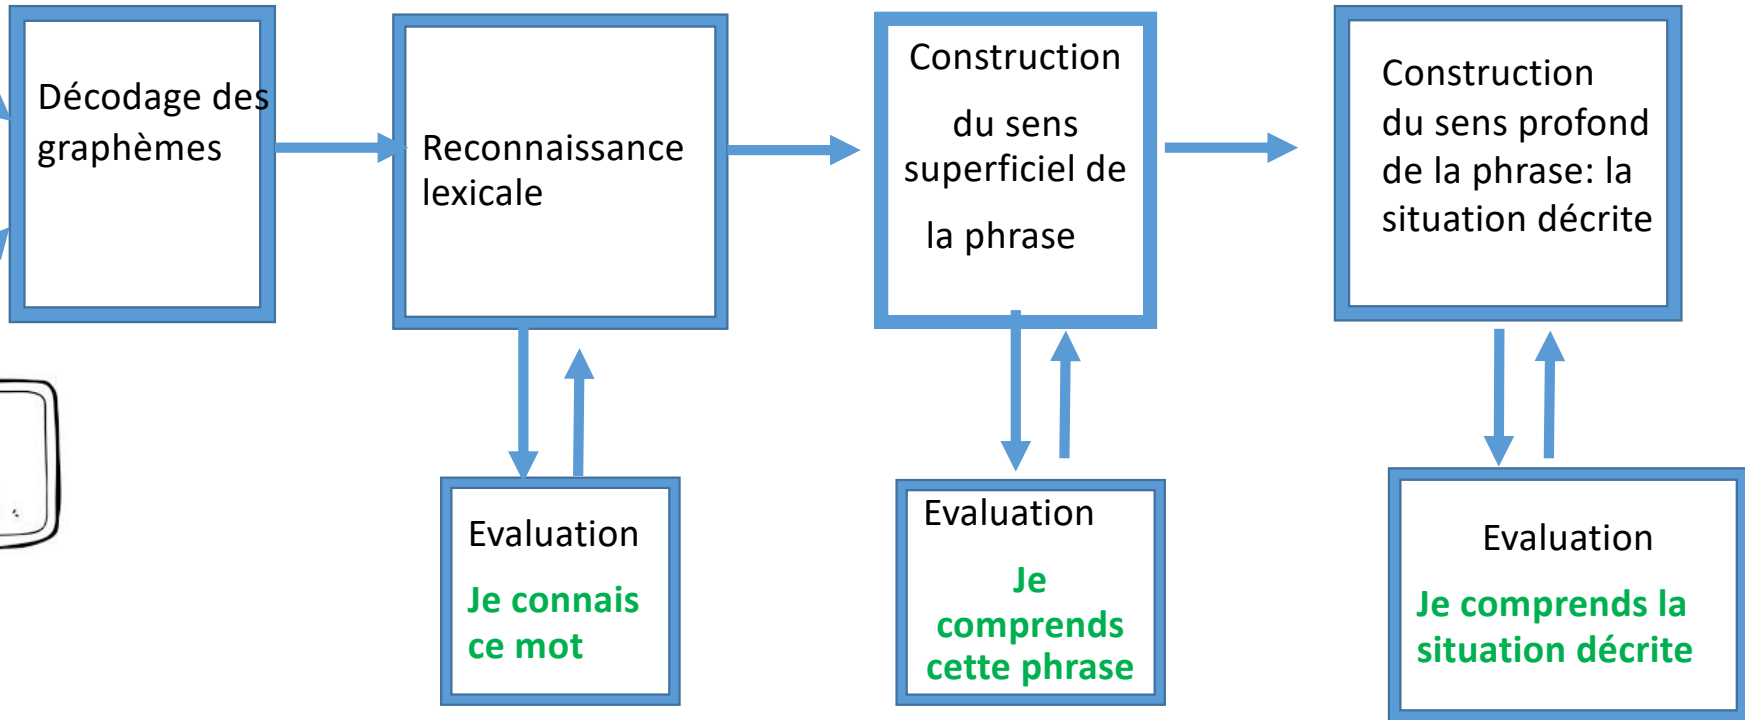 Décodage des
graphèmes
Reconnaissance
lexicale
Construction
du sens
superficiel de
la phrase
Construction
du sens profond
de la phrase: la
situation décrite
Evaluation
Je connais
ce mot
Evaluation
Je
comprends
cette phrase
Evaluation
Je comprends la
situation décrite